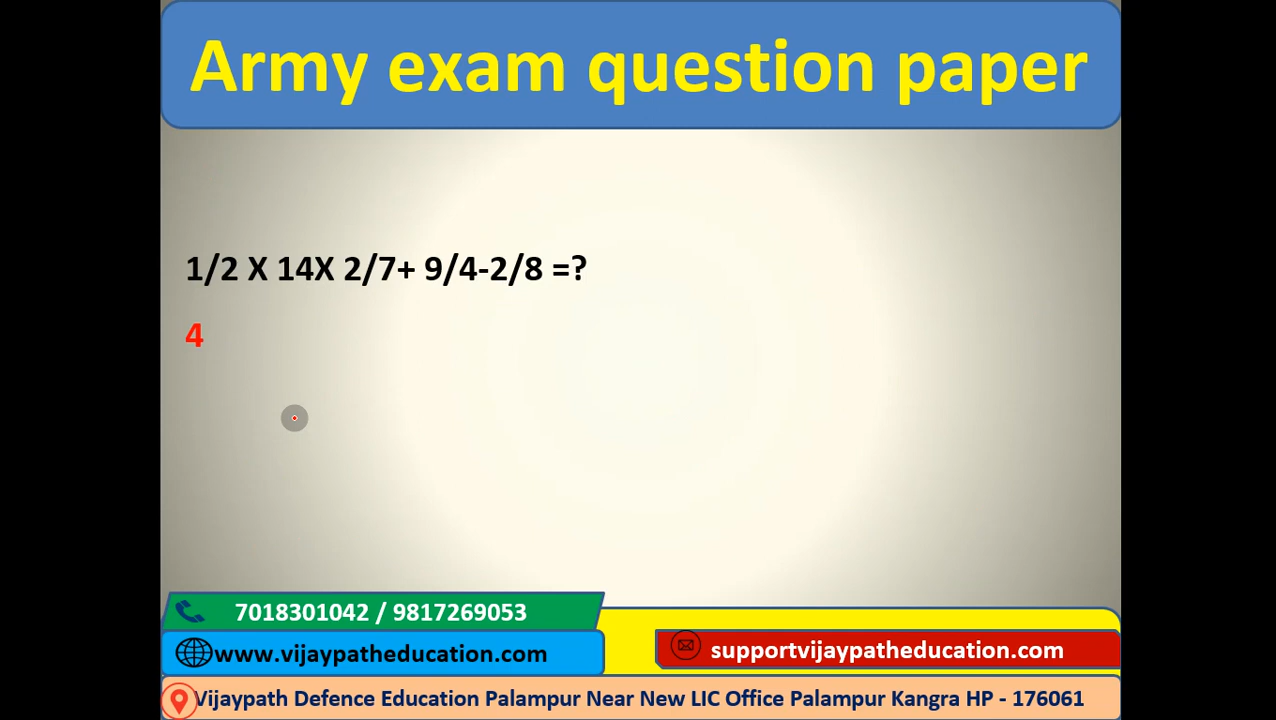 Army exam question paper
1/2 X 14X 2/7+ 9/4-2/8 =?
4
7018301042 / 9817269053
www.vijaypatheducation.com
supportvijaypatheducation.com
Vijaypath Defence Education Palampur Near New LIC Office Palampur Kangra HP - 176061